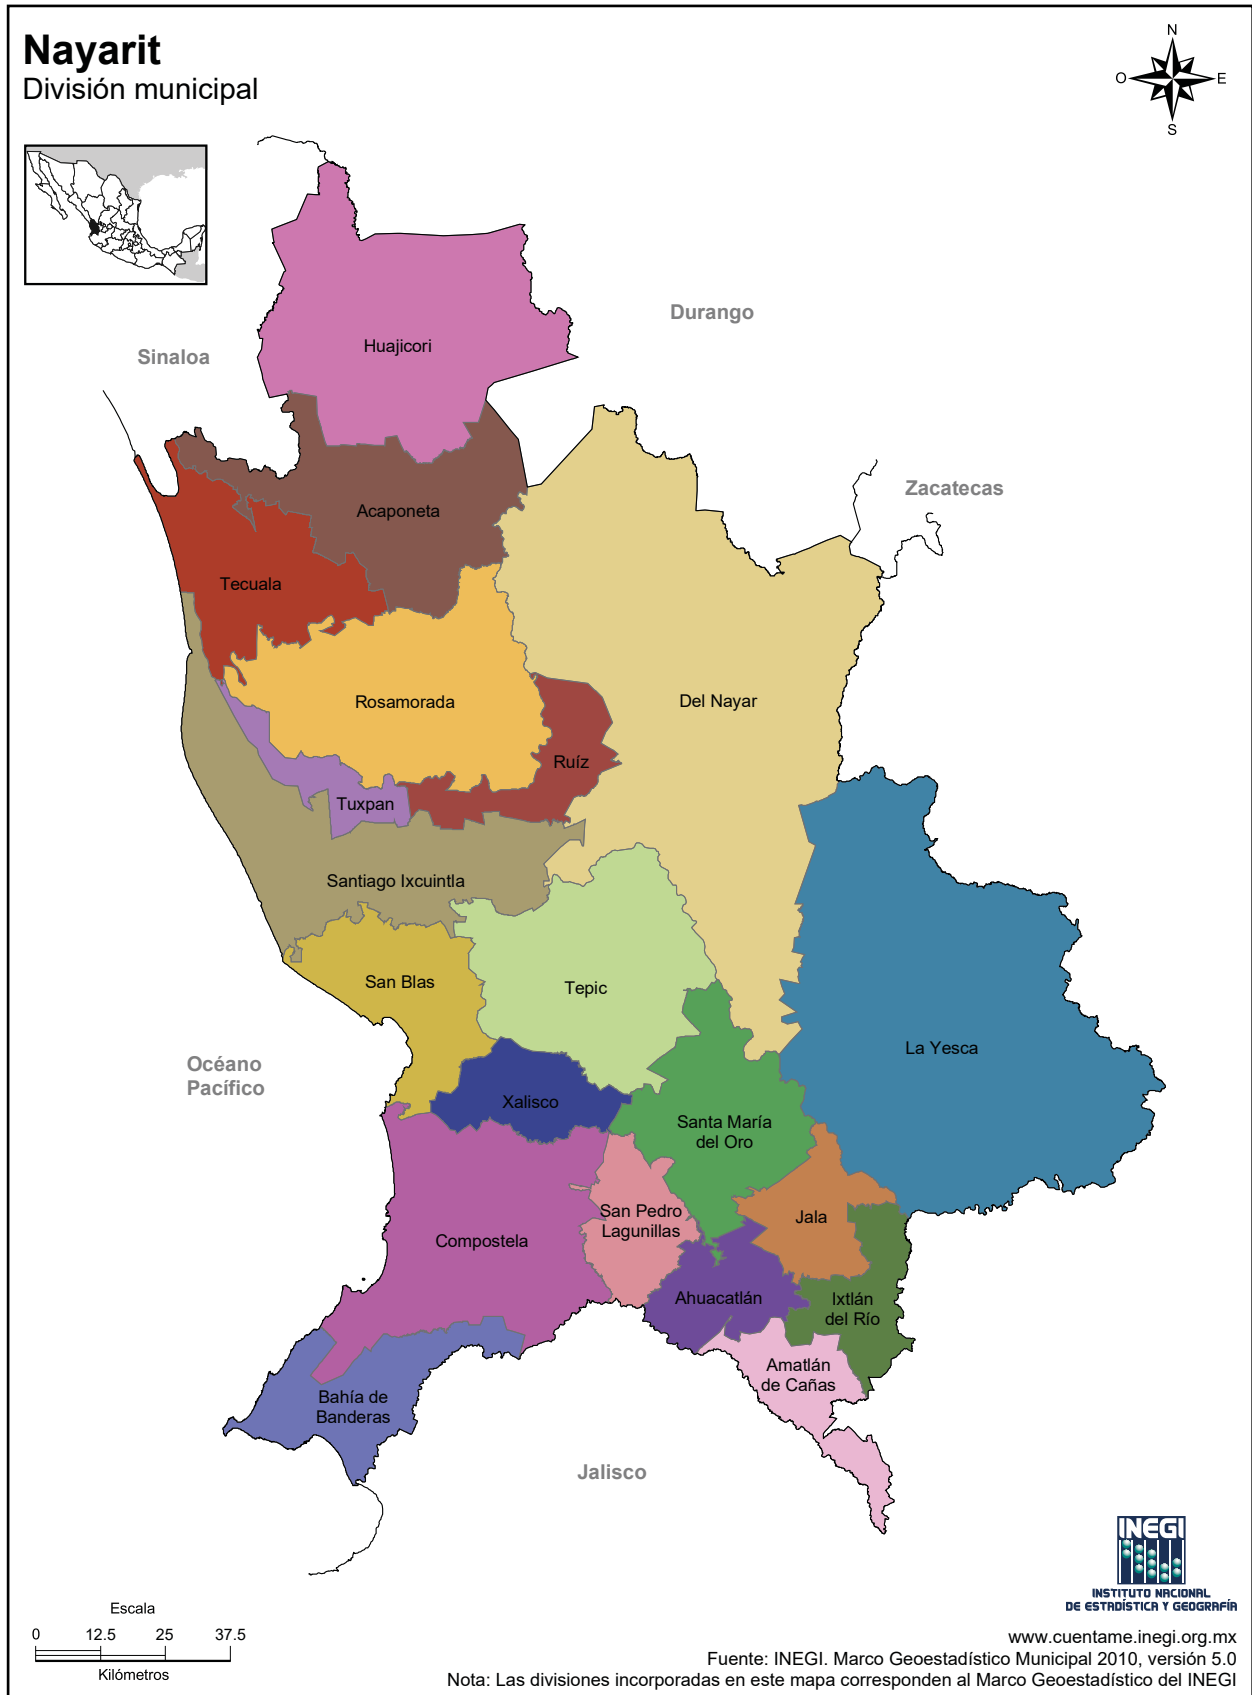 Nayarit
División municipal
N
O
E
S
Durango
Sinaloa
Huajicori
Zacatecas
Acaponeta
Tecuala
Rosamorada
Del Nayar
Ruíz
Tuxpan
Santiago Ixcuintla
San Blas
Tepic
La Yesca
Océano
Pacífico
Xalisco
Santa María
del Oro
San Pedro
Lagunillas
Jala
Compostela
Ahuacatlán
Ixtlán
del Río
Amatlán
de Cañas
Bahía de
Banderas
Jalisco
INEGI
INSTITUTO NACIONAL
DE ESTADÍSTICA Y GEOGRAFÍA
Escala
0 12.5 25 37.5
Kilómetros
www.cuentame.inegi.org.mx
Fuente: INEGI. Marco Geoestadístico Municipal 2010, versión 5.0
Nota: Las divisiones incorporadas en este mapa corresponden al Marco Geoestadístico del INEGI